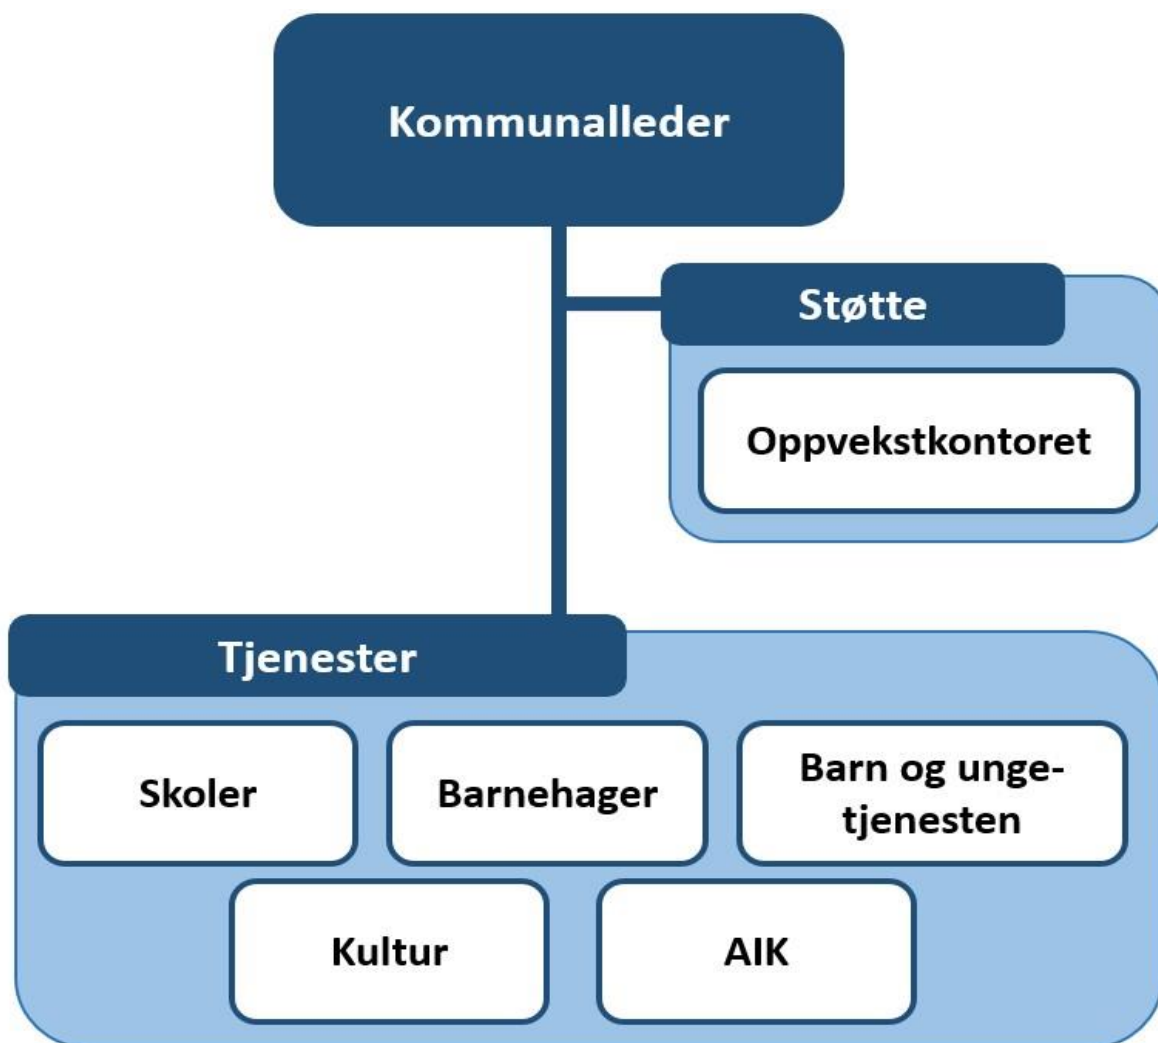 Kommunalleder
Støtte
Oppvekstkontoret
Tjenester
Skoler
Barnehager
Barn og unge-
tjenesten
Kultur
AIK